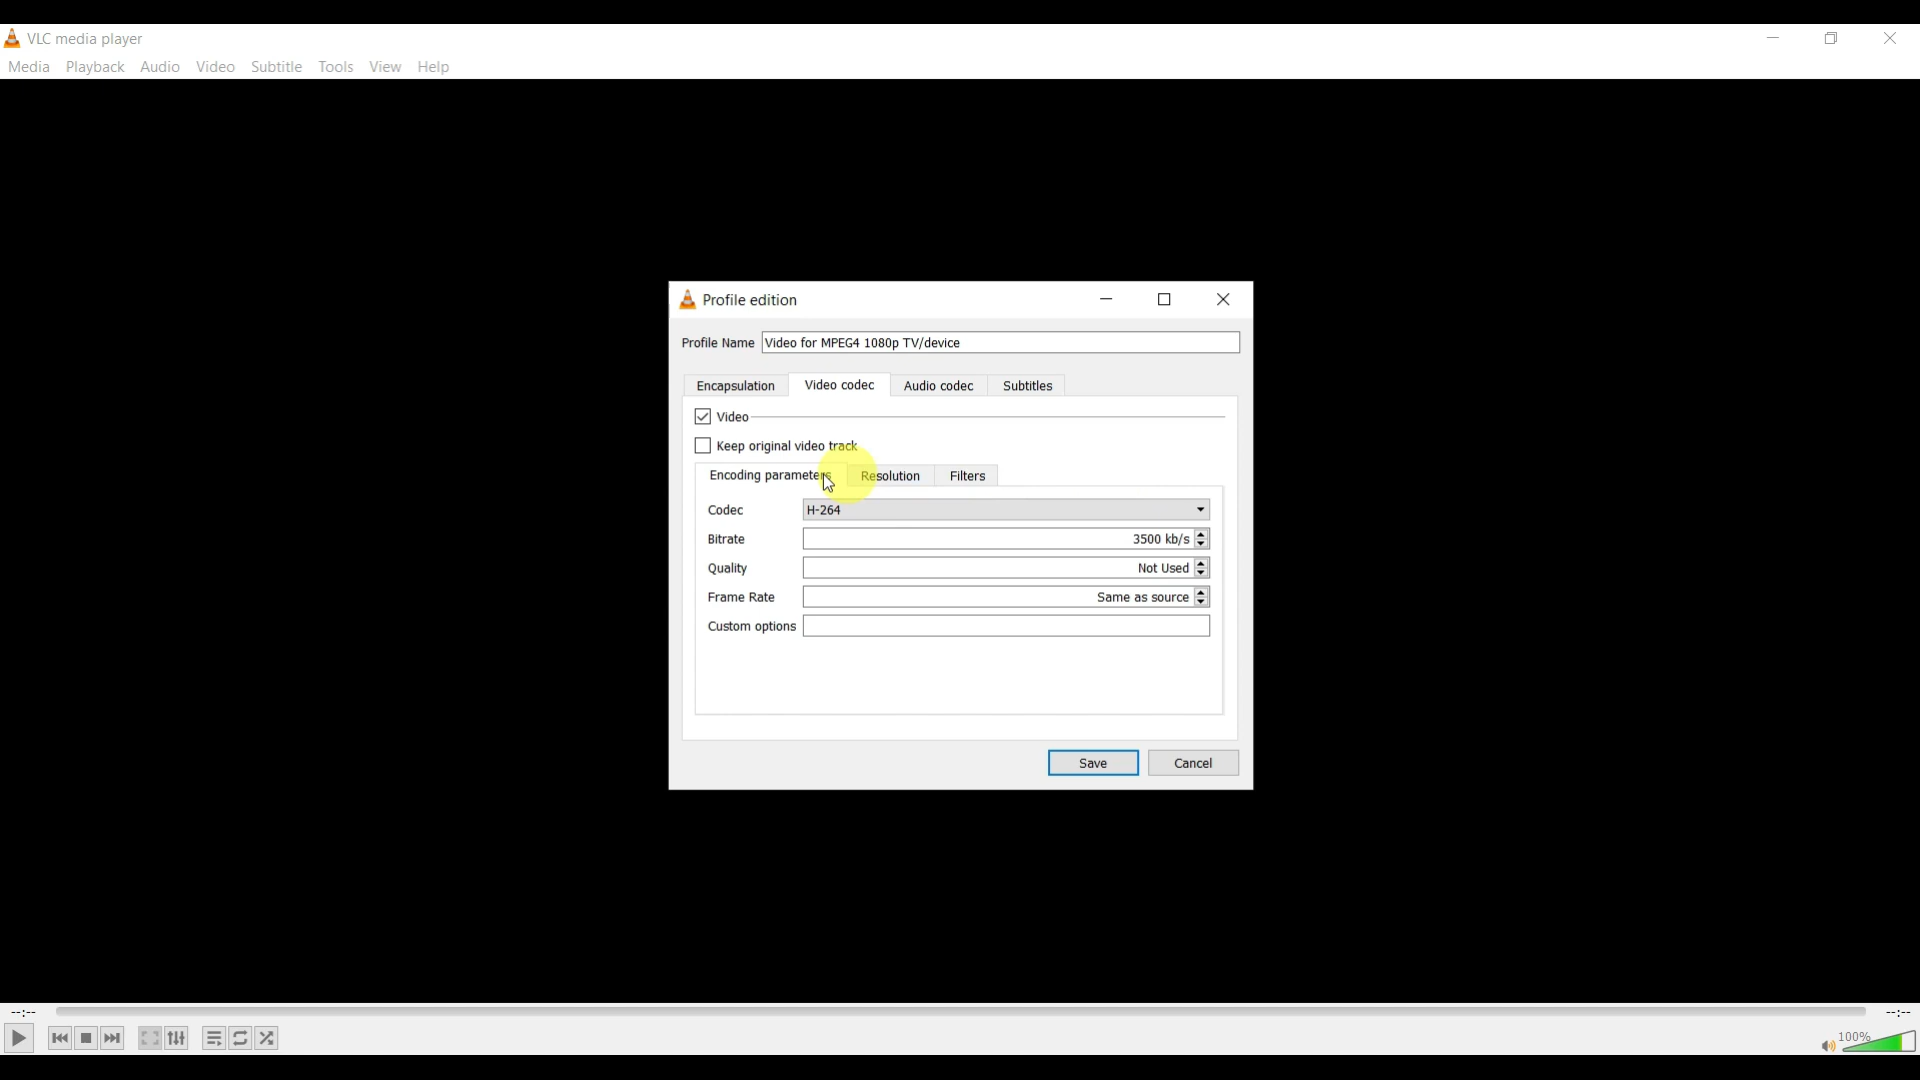 VLC media player
Media Playback Audio Video Subtitle Tools View Help
Profile edition
Profile Name Video for MPEG4 1080p TV/device
Encapsulation Video codec Audio codec Subtitles
Video
Keep original video track
Encoding parameters Resolution Filters
Codec H-264
Bitrate 3500 kb/s
Quality Not Used
Frame Rate Same as source
Custom options
Save Cancel
--:-- --:--
100%